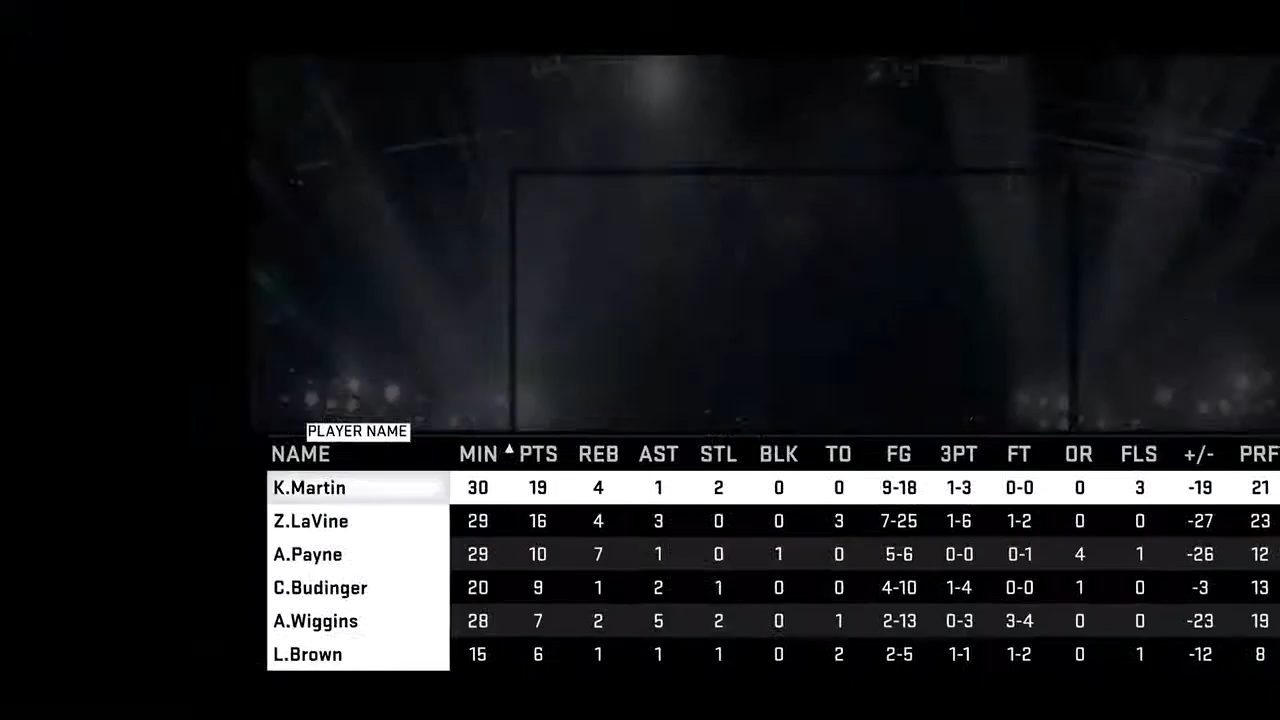 PLAYER NAME
NAME MIN PTS REB AST STL BLK TO FG 3PT FT OR FLS +/- PRF
K.Martin 30 19 4 1 2 0 0 9-18 1-3 0-0 0 3 -19 21
Z.LaVine 29 16 4 3 0 0 3 7-25 1-6 1-2 0 0 -27 23
A.Payne 29 10 7 1 0 1 0 5-6 0-0 0-1 4 1 -26 12
C.Budinger 20 9 1 2 1 0 0 4-10 1-4 0-0 1 0 -3 13
A.Wiggins 28 7 2 5 2 0 1 2-13 0-3 3-4 0 0 -23 19
L.Brown 15 6 1 1 1 0 2 2-5 1-1 1-2 0 1 -12 8